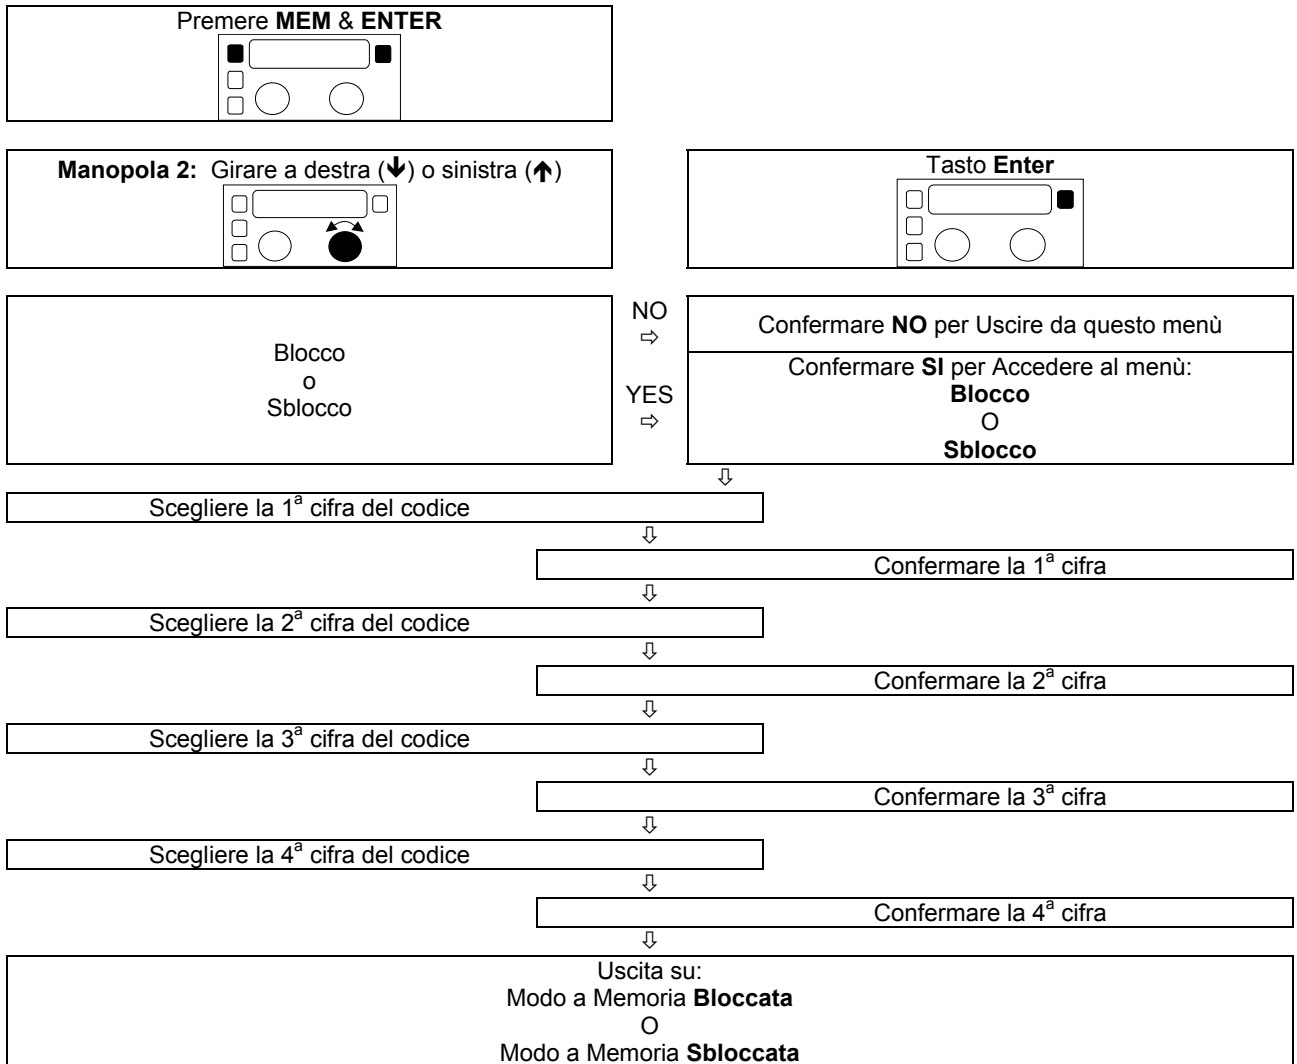 Premere MEM & ENTER
Manopola 2: Girare a destra (🡻) o sinistra (🡹)
Tasto Enter
Blocco
o
Sblocco
NO
⇨
YES
⇨
Confermare NO per Uscire da questo menù
Confermare SI per Accedere al menù:
Blocco
O
Sblocco
⇩
Scegliere la 1ª cifra del codice
⇩
Confermare la 1ª cifra
⇩
Scegliere la 2ª cifra del codice
⇩
Confermare la 2ª cifra
⇩
Scegliere la 3ª cifra del codice
⇩
Confermare la 3ª cifra
⇩
Scegliere la 4ª cifra del codice
⇩
Confermare la 4ª cifra
⇩
Uscita su:
Modo a Memoria Bloccata
O
Modo a Memoria Sbloccata